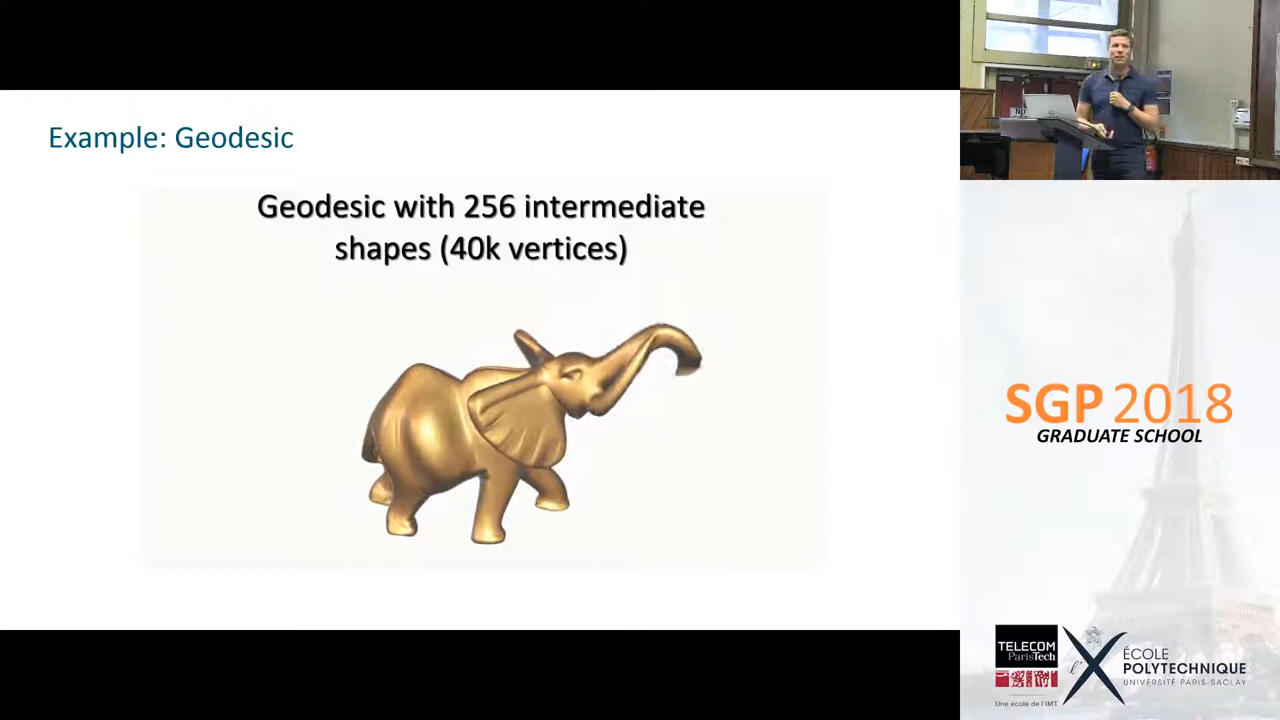 Example: Geodesic
Geodesic with 256 intermediate
shapes (40k vertices)
SGP 2018
GRADUATE SCHOOL
TELECOM
ParisTech
Une école de l'IMT
l'X
ÉCOLE
POLYTECHNIQUE
UNIVERSITÉ PARIS-SACLAY